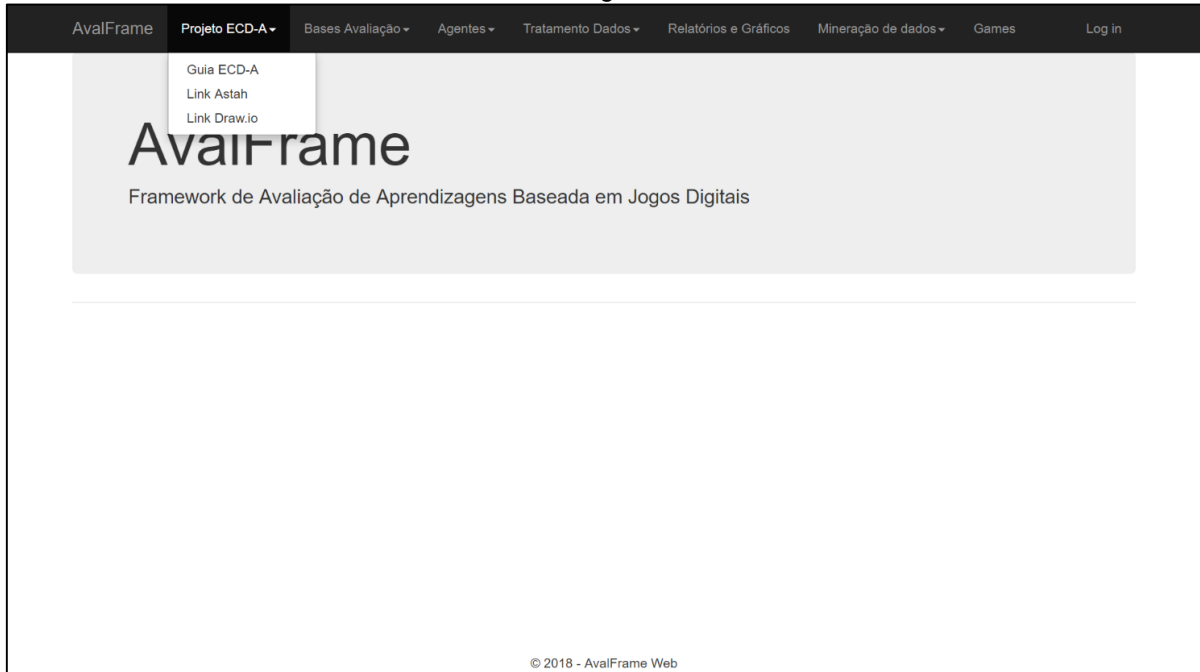 AvalFrame Projeto ECD-A Bases Avaliação Agentes Tratamento Dados Relatórios e Gráficos Mineração de dados Games Log in
Guia ECD-A
Link Astah
Link Draw.io
AvalFrame
Framework de Avaliação de Aprendizagens Baseada em Jogos Digitais
© 2018 - AvalFrame Web